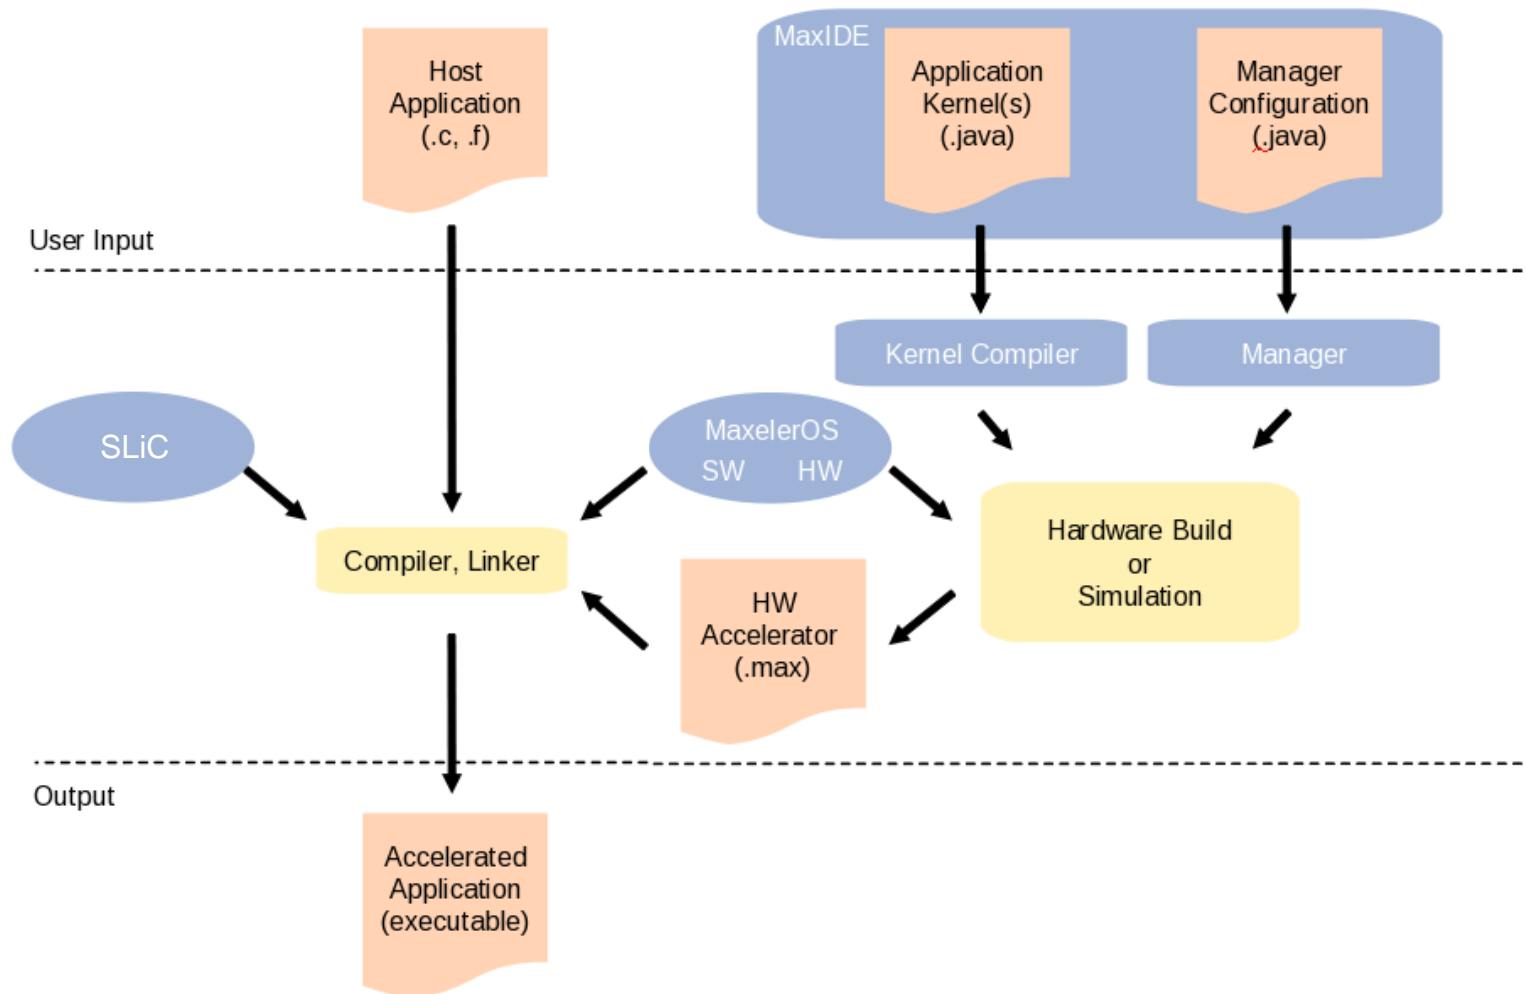 MaxIDE
Host
Application
(.c, .f)
Application
Kernel(s)
(.java)
Manager
Configuration
(.java)
User Input
Kernel Compiler
Manager
SLiC
MaxelerOS
SW HW
Compiler, Linker
Hardware Build
or
Simulation
HW
Accelerator
(.max)
Output
Accelerated
Application
(executable)